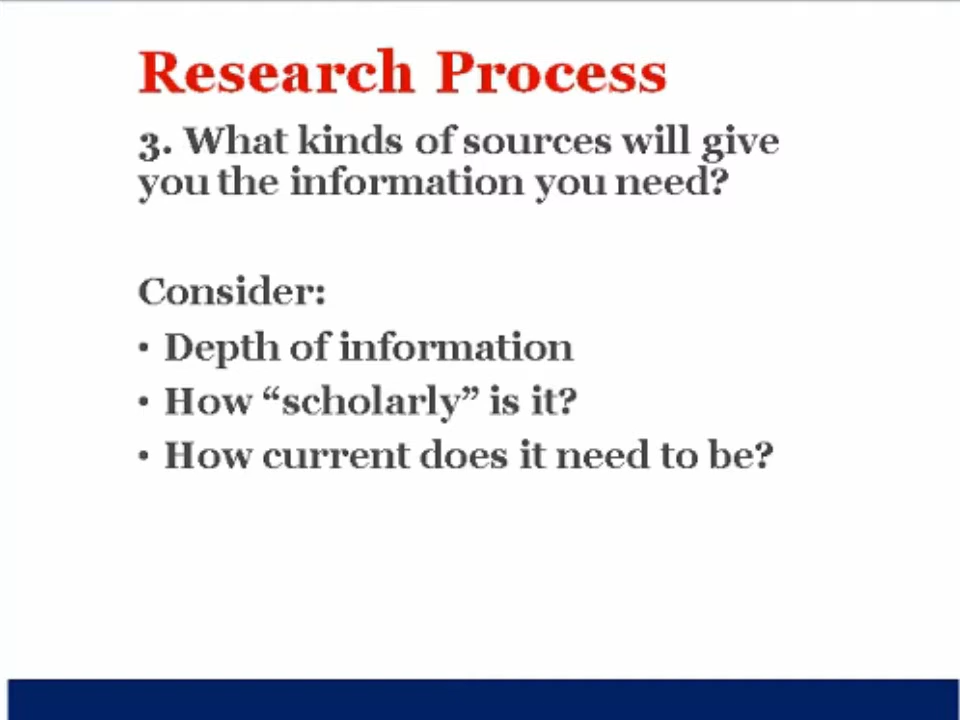 Research Process
3. What kinds of sources will give
you the information you need?
Consider:
• Depth of information
• How “scholarly” is it?
• How current does it need to be?